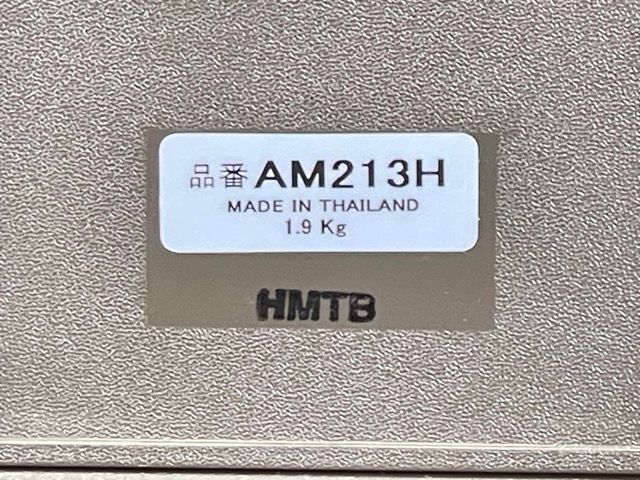 品番 AM213H
MADE IN THAILAND
1.9 Kg
HMTB